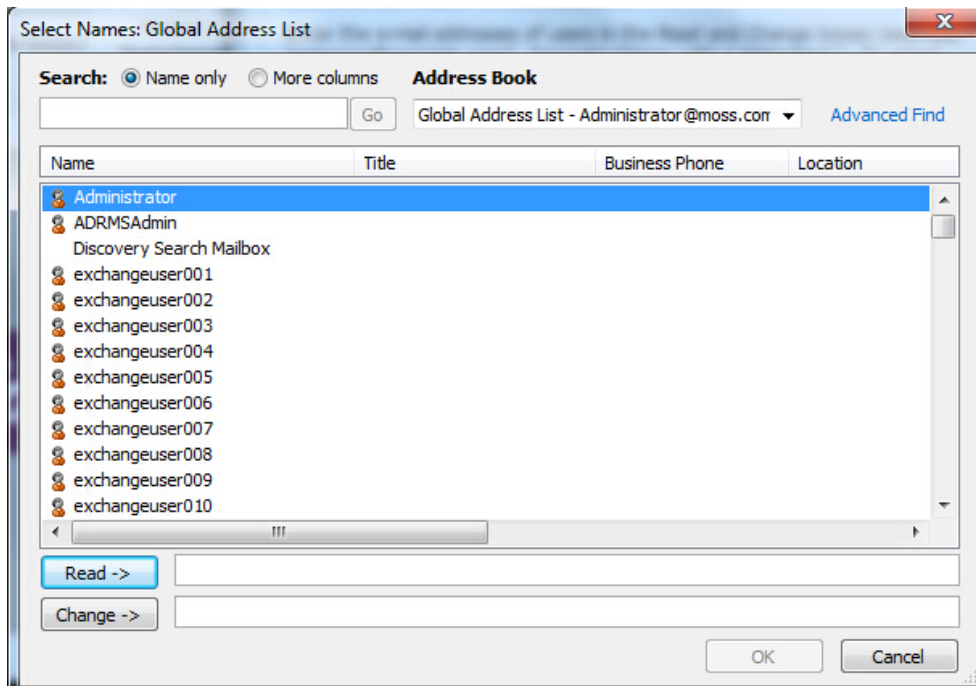 Select Names: Global Address List
Search: Name only More columns Address Book
Go Global Address List - Administrator@moss.com Advanced Find
Name Title Business Phone Location
Administrator
ADRMSAdmin
Discovery Search Mailbox
exchangeuser001
exchangeuser002
exchangeuser003
exchangeuser004
exchangeuser005
exchangeuser006
exchangeuser007
exchangeuser008
exchangeuser009
exchangeuser010
Read ->
Change ->
OK Cancel